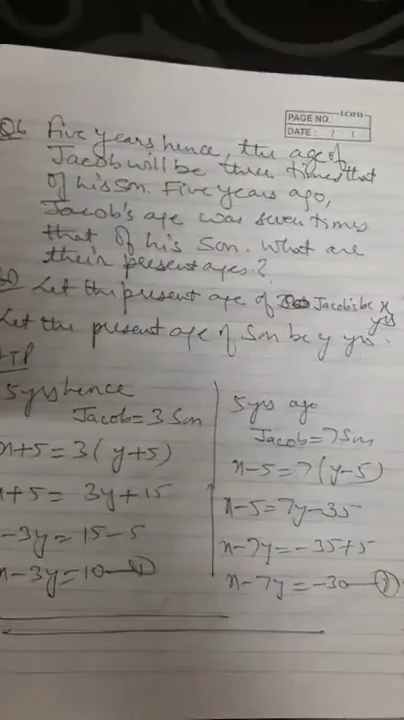 icon
PAGE NO.
DATE: / /
Q6 Five years hence, the age of
Jacob will be three times that
of his son. Five years ago,
Jacob's age was seven times
that of his son. What are
their present ages?
Let the present age of Jacob's be x yrs
Let the present age of Son be y yrs.
ATP
5 yrs hence
Jacob = 3 Son
x+5 = 3(y+5)
x+5 = 3y+15
-3y = 15-5
x-3y = 10 — ①
5 yrs ago
Jacob = 7 Son
x-5 = 7(y-5)
x-5 = 7y-35
x-7y = -35+5
x-7y = -30 — ②